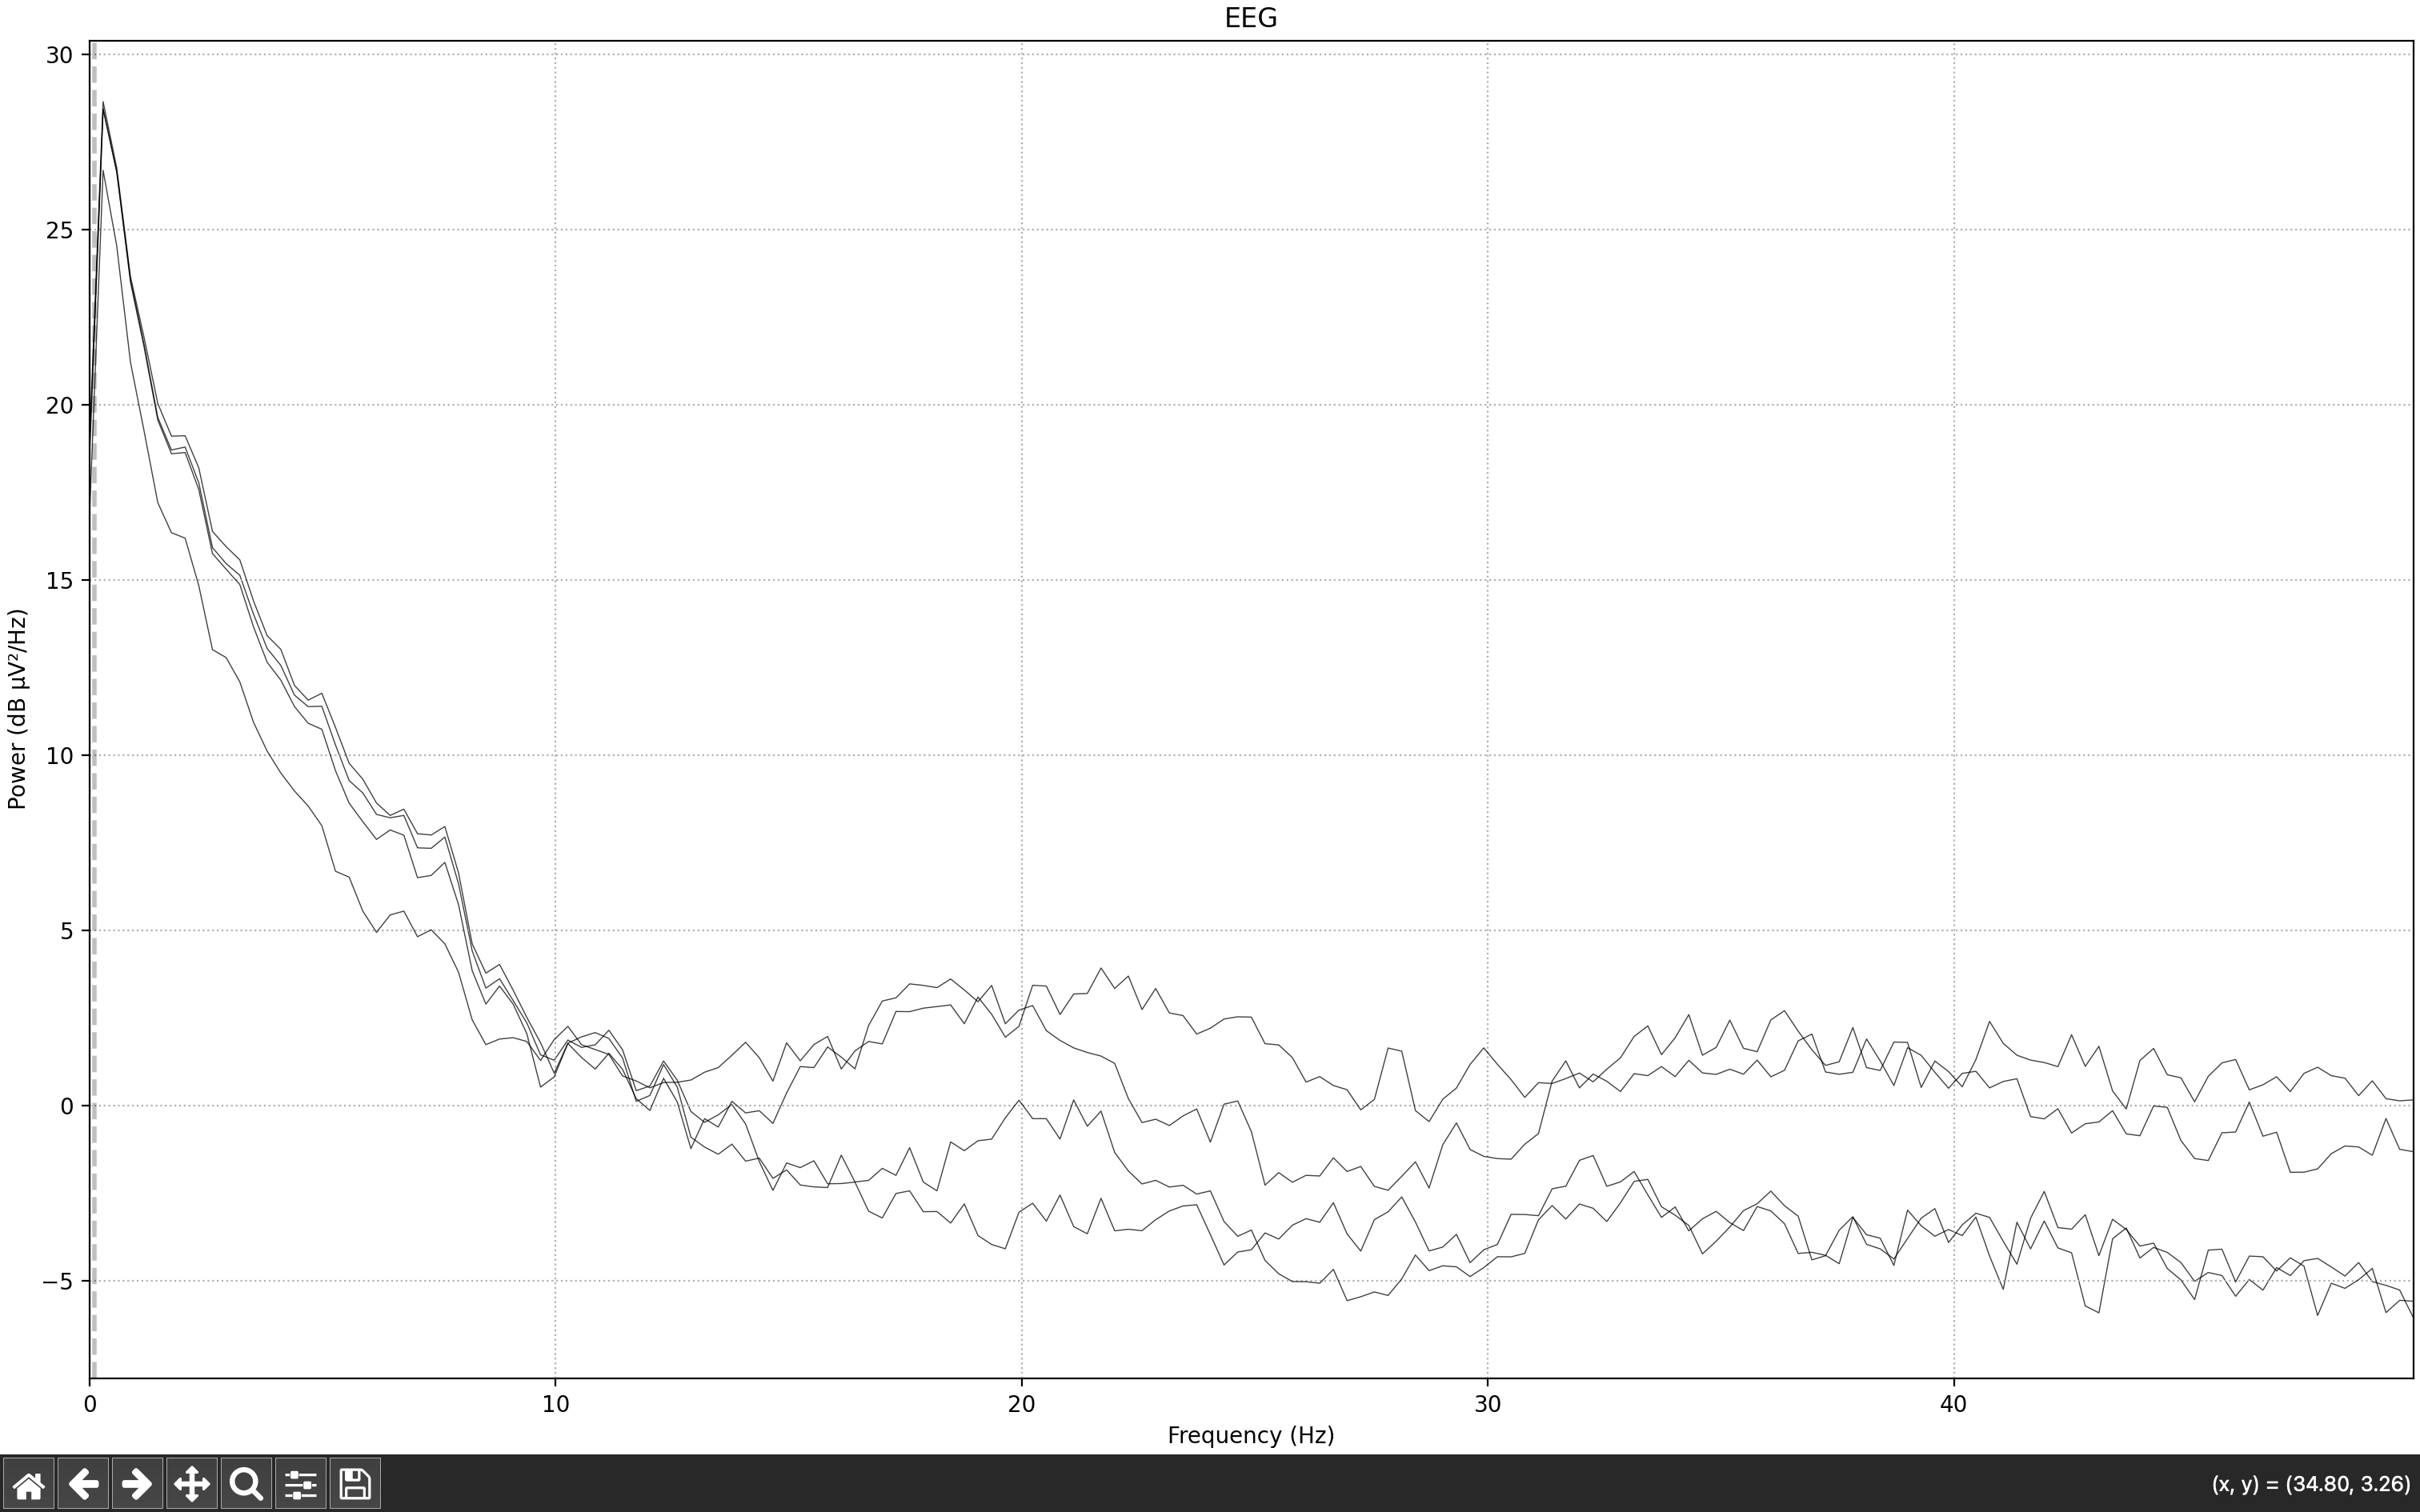 EEG
30
25
20
15
10
5
0
−5
Power (dB µV²/Hz)
0 10 20 30 40
Frequency (Hz)
(x, y) = (34.80, 3.26)